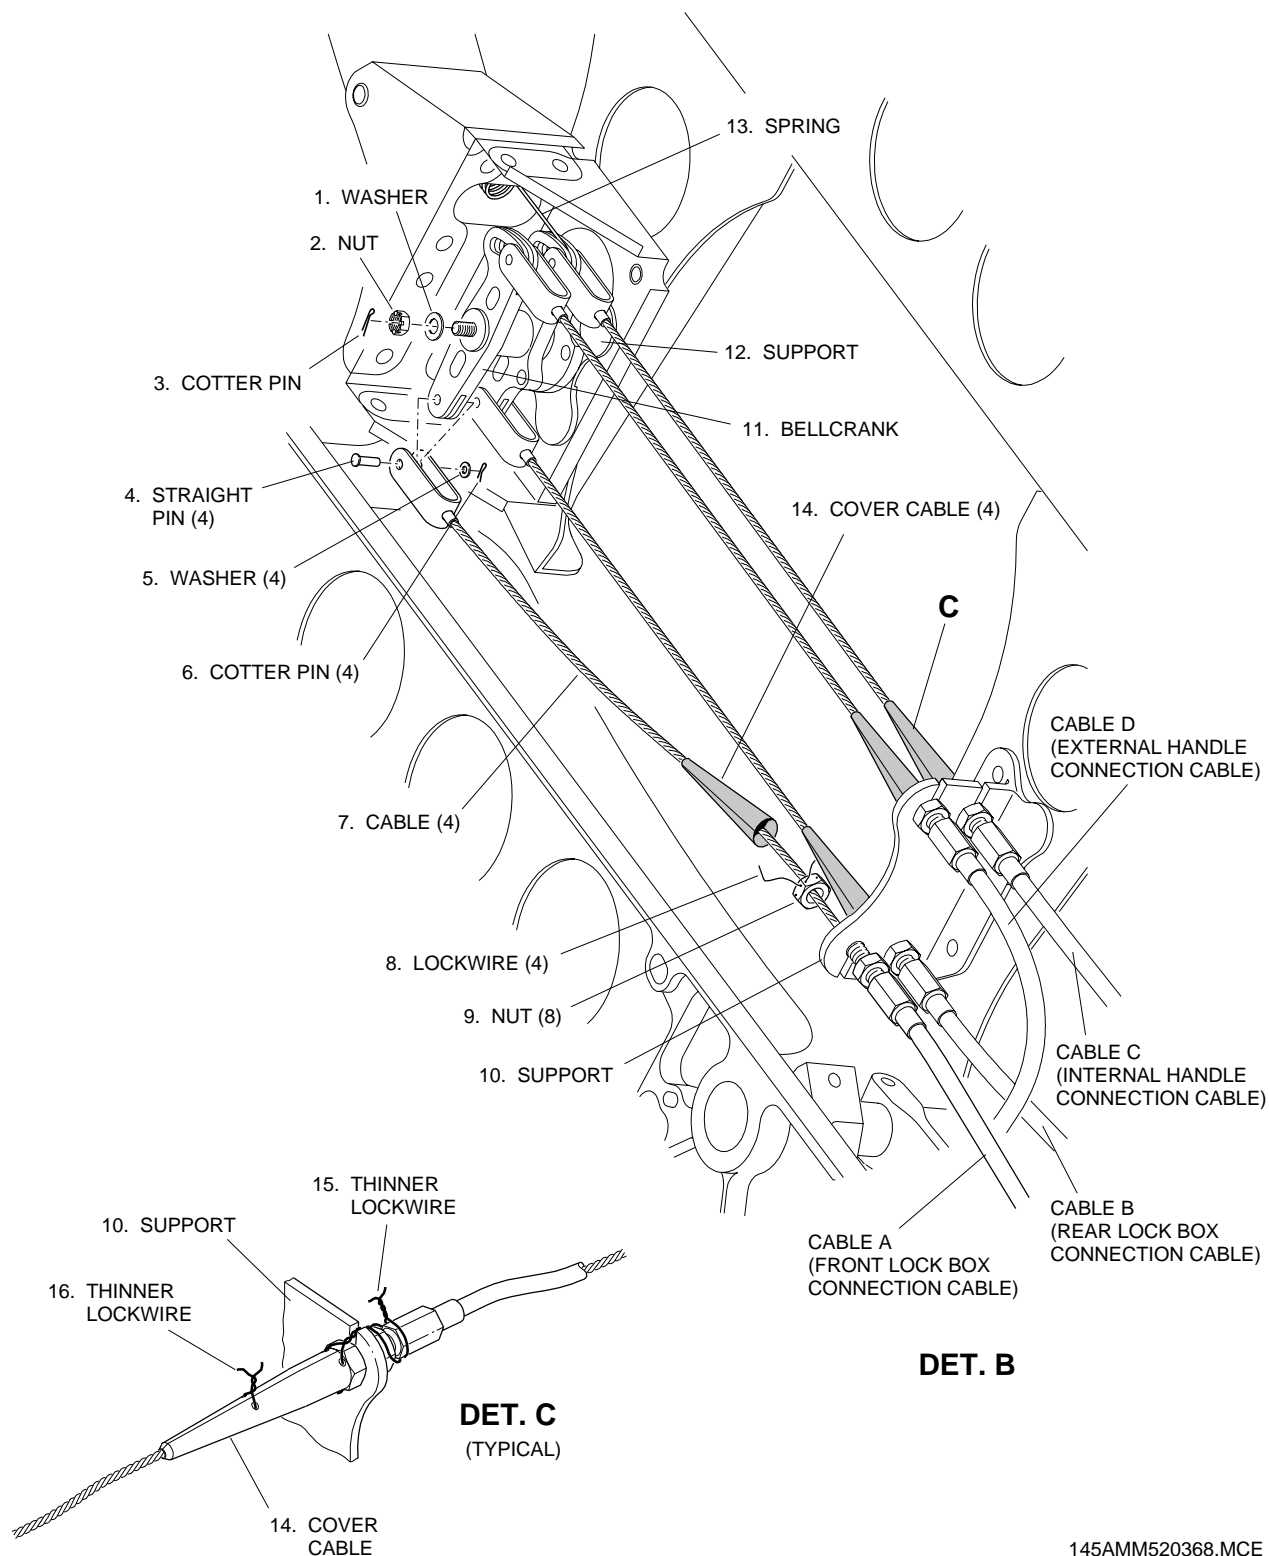 13. SPRING
1. WASHER
2. NUT
12. SUPPORT
3. COTTER PIN
11. BELLCRANK
4. STRAIGHT
PIN (4)
14. COVER CABLE (4)
5. WASHER (4)
C
6. COTTER PIN (4)
CABLE D
(EXTERNAL HANDLE
CONNECTION CABLE)
7. CABLE (4)
8. LOCKWIRE (4)
9. NUT (8)
10. SUPPORT
CABLE C
(INTERNAL HANDLE
CONNECTION CABLE)
15. THINNER
LOCKWIRE
10. SUPPORT
CABLE B
(REAR LOCK BOX
CONNECTION CABLE)
CABLE A
(FRONT LOCK BOX
CONNECTION CABLE)
16. THINNER
LOCKWIRE
DET. B
DET. C
(TYPICAL)
14. COVER
CABLE
145AMM520368.MCE